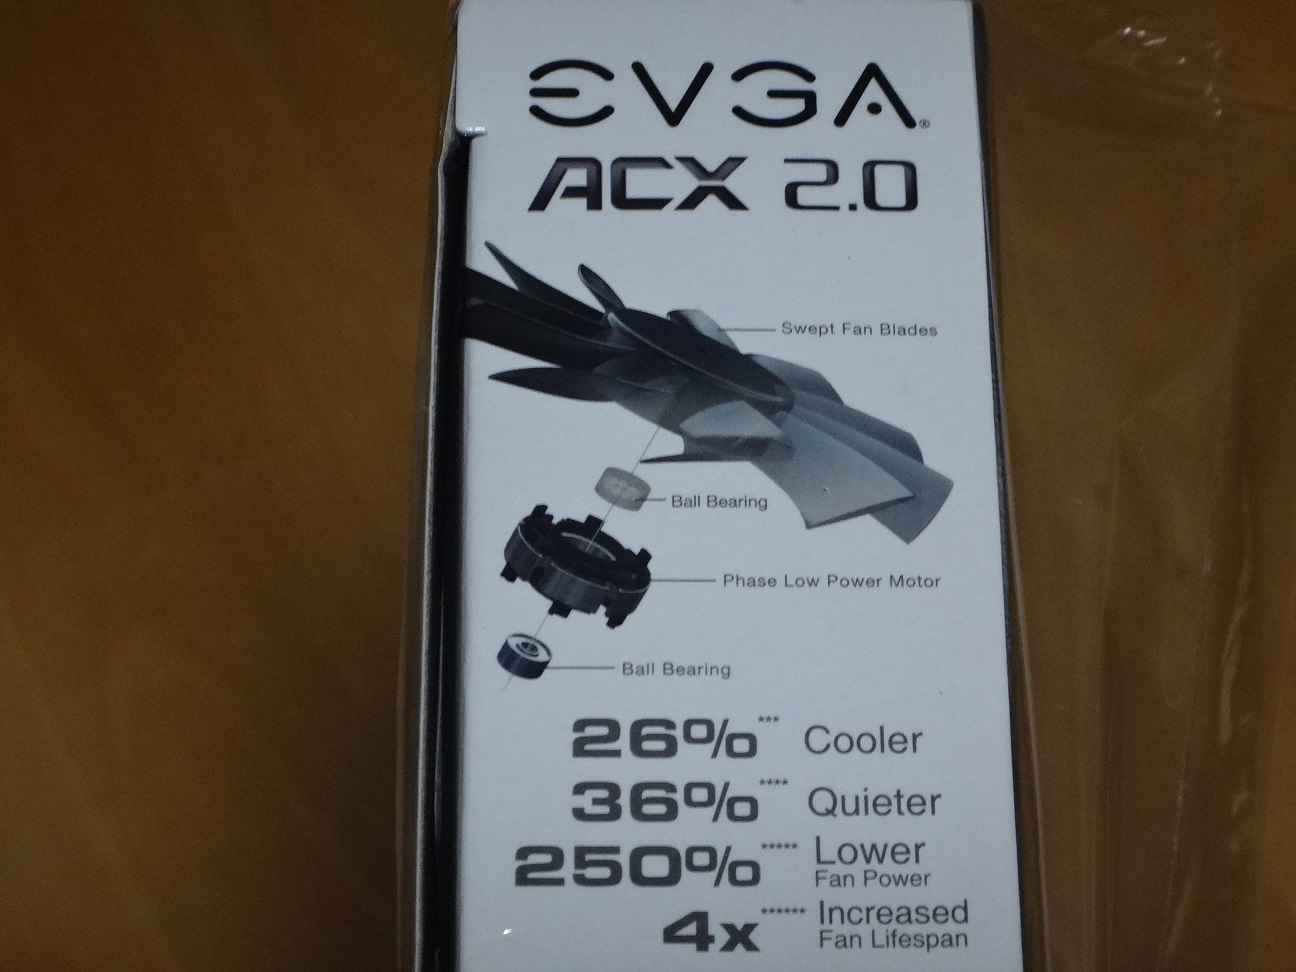 EVGA®
ACX 2.0
Swept Fan Blades
Ball Bearing
Phase Low Power Motor
Ball Bearing
26%*** Cooler
36%**** Quieter
250%***** Lower
Fan Power
4x****** Increased
Fan Lifespan